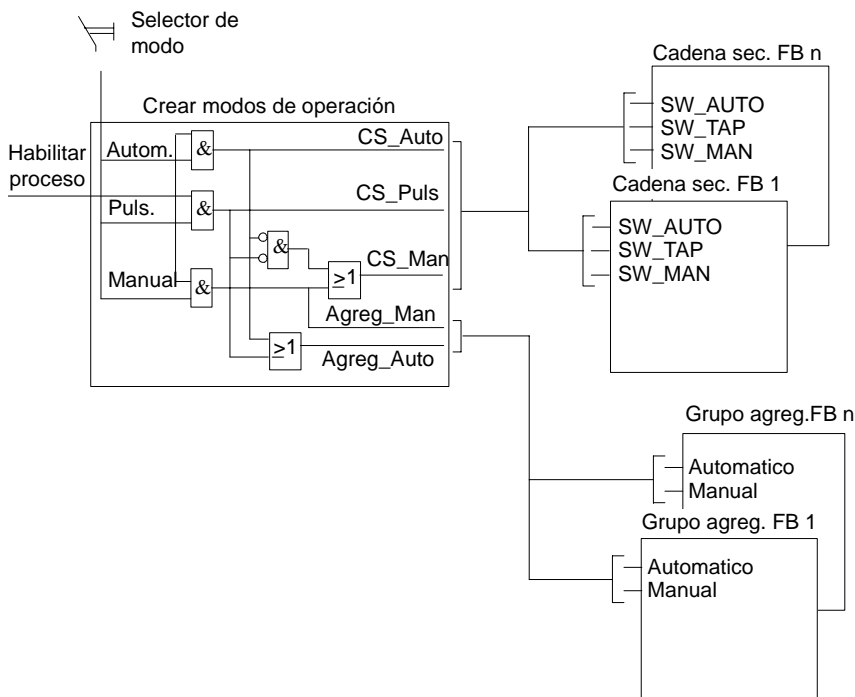 Selector de
modo
Crear modos de operación
Habilitar
proceso
Autom.
&
CS_Auto
Puls.
&
CS_Puls
&
CS_Man
Manual
&
≥1
Agreg_Man
≥1
Agreg_Auto
Cadena sec. FB n
SW_AUTO
SW_TAP
SW_MAN
Cadena sec. FB 1
SW_AUTO
SW_TAP
SW_MAN
Grupo agreg.FB n
Automatico
Manual
Grupo agreg. FB 1
Automatico
Manual